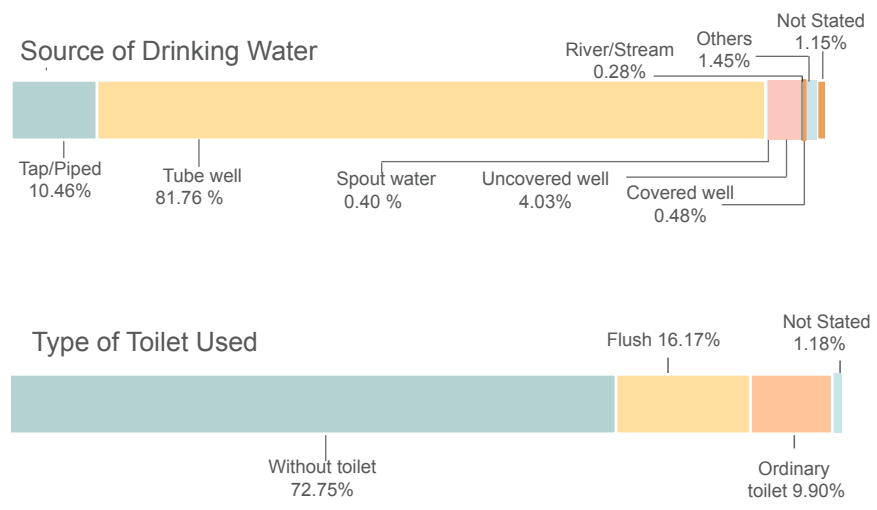 Source of Drinking Water
River/Stream
0.28%
Others
1.45%
Not Stated
1.15%
Tap/Piped
10.46%
Tube well
81.76 %
Spout water
0.40 %
Uncovered well
4.03%
Covered well
0.48%
Type of Toilet Used
Flush 16.17%
Not Stated
1.18%
Without toilet
72.75%
Ordinary
toilet 9.90%